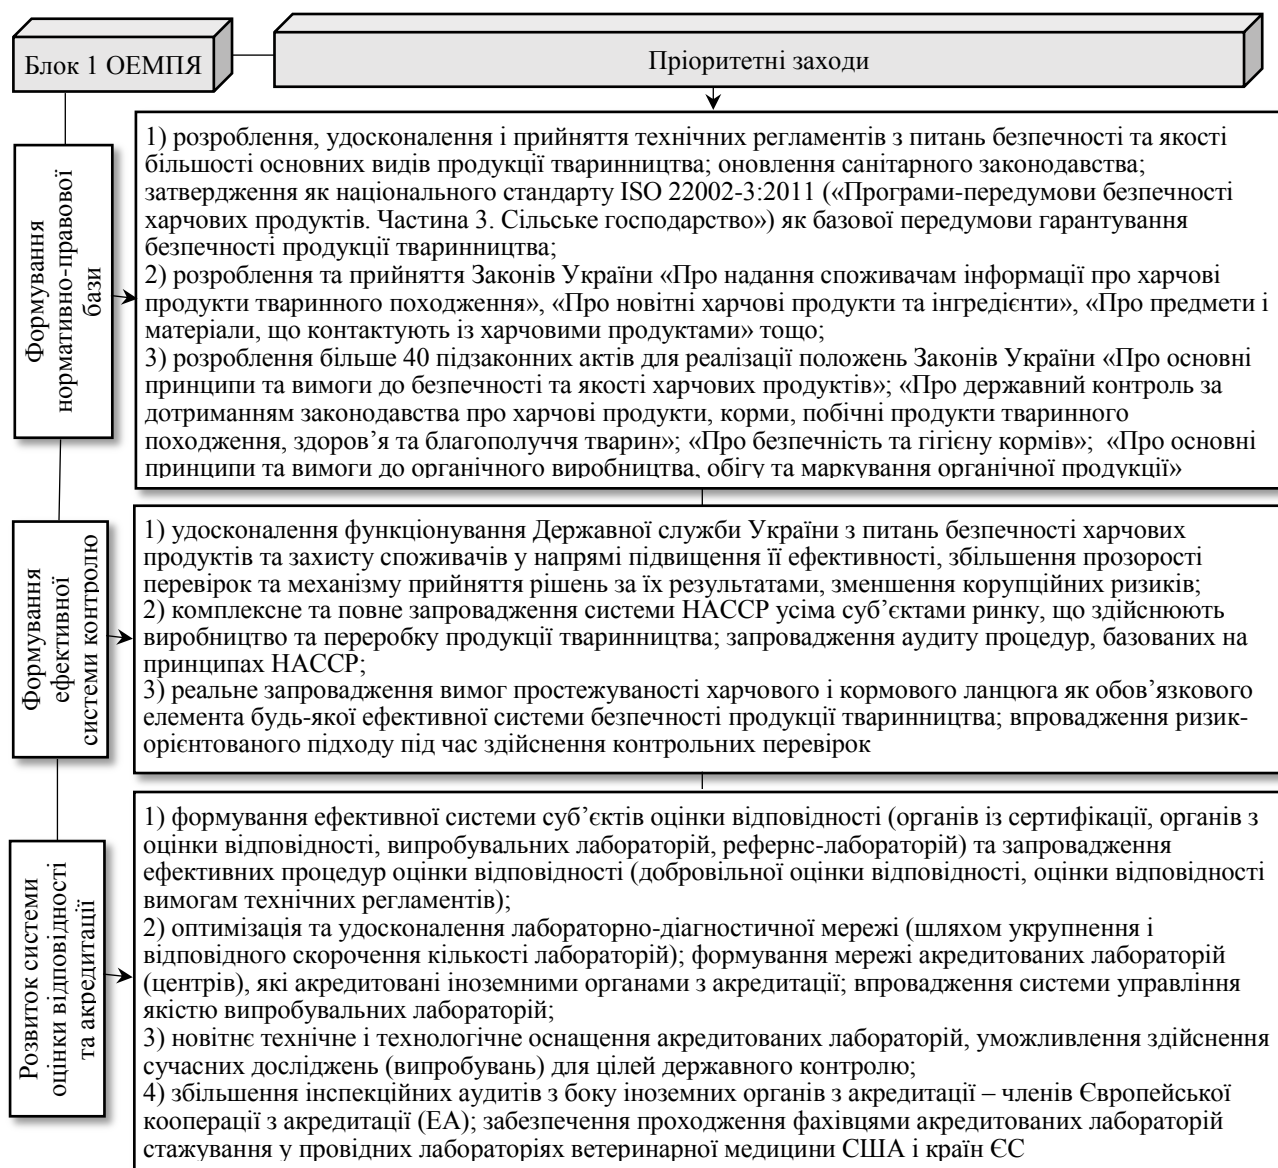 Блок 1 ОЕМПЯ
Пріоритетні заходи
Формування
нормативно-правової
бази
1) розроблення, удосконалення і прийняття технічних регламентів з питань безпечності та якості
більшості основних видів продукції тваринництва; оновлення санітарного законодавства;
затвердження як національного стандарту ISO 22002-3:2011 («Програми-передумови безпечності
харчових продуктів. Частина 3. Сільське господарство») як базової передумови гарантування
безпечності продукції тваринництва;
2) розроблення та прийняття Законів України «Про надання споживачам інформації про харчові
продукти тваринного походження», «Про новітні харчові продукти та інгредієнти», «Про предмети і
матеріали, що контактують із харчовими продуктами» тощо;
3) розроблення більше 40 підзаконних актів для реалізації положень Законів України «Про основні
принципи та вимоги до безпечності та якості харчових продуктів»; «Про державний контроль за
дотриманням законодавства про харчові продукти, корми, побічні продукти тваринного
походження, здоров’я та благополуччя тварин»; «Про безпечність та гігієну кормів»; «Про основні
принципи та вимоги до органічного виробництва, обігу та маркування органічної продукції»
Формування
ефективної
системи контролю
1) удосконалення функціонування Державної служби України з питань безпечності харчових
продуктів та захисту споживачів у напрямі підвищення її ефективності, збільшення прозорості
перевірок та механізму прийняття рішень за їх результатами, зменшення корупційних ризиків;
2) комплексне та повне запровадження системи НАССР усіма суб’єктами ринку, що здійснюють
виробництво та переробку продукції тваринництва; запровадження аудиту процедур, базованих на
принципах НАССР;
3) реальне запровадження вимог простежуваності харчового і кормового ланцюга як обов’язкового
елемента будь-якої ефективної системи безпечності продукції тваринництва; впровадження ризик-
орієнтованого підходу під час здійснення контрольних перевірок
Розвиток системи
оцінки відповідності
та акредитації
1) формування ефективної системи суб’єктів оцінки відповідності (органів із сертифікації, органів з
оцінки відповідності, випробувальних лабораторій, рефернс-лабораторій) та запровадження
ефективних процедур оцінки відповідності (добровільної оцінки відповідності, оцінки відповідності
вимогам технічних регламентів);
2) оптимізація та удосконалення лабораторно-діагностичної мережі (шляхом укрупнення і
відповідного скорочення кількості лабораторій); формування мережі акредитованих лабораторій
(центрів), які акредитовані іноземними органами з акредитації; впровадження системи управління
якістю випробувальних лабораторій;
3) новітнє технічне і технологічне оснащення акредитованих лабораторій, уможливлення здійснення
сучасних досліджень (випробувань) для цілей державного контролю;
4) збільшення інспекційних аудитів з боку іноземних органів з акредитації – членів Європейської
кооперації з акредитації (ЕА); забезпечення проходження фахівцями акредитованих лабораторій
стажування у провідних лабораторіях ветеринарної медицини США і країн ЄС